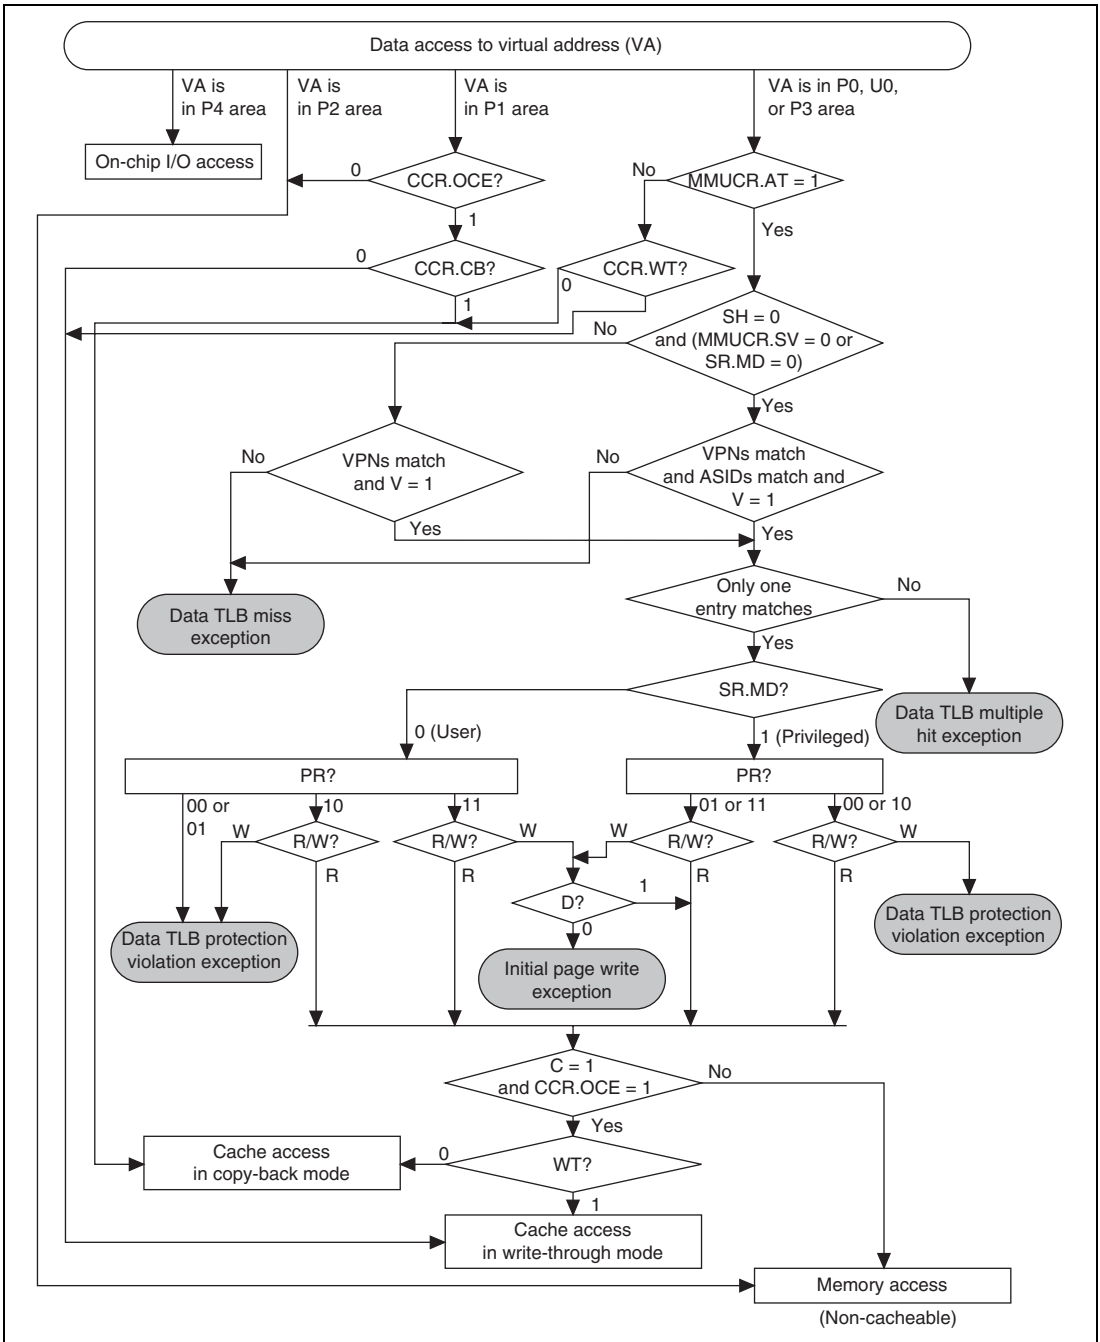 Data access to virtual address (VA)
VA is
in P4 area
VA is
in P2 area
VA is
in P1 area
VA is in P0, U0,
or P3 area
On-chip I/O access
0
CCR.OCE?
1
No
MMUCR.AT = 1
Yes
0
CCR.CB?
1
CCR.WT?
0
SH = 0
and (MMUCR.SV = 0 or
SR.MD = 0)
No
Yes
No
VPNs match
and V = 1
Yes
No
VPNs match
and ASIDs match and
V = 1
Yes
Only one
entry matches
No
Yes
Data TLB miss
exception
SR.MD?
Data TLB multiple
hit exception
0 (User)
1 (Privileged)
PR?
PR?
00 or
01
10
11
01 or 11
00 or 10
W
R/W?
R
R/W?
W
R
W
R/W?
R
R/W?
W
R
D?
1
0
Data TLB protection
violation exception
Initial page write
exception
Data TLB protection
violation exception
C = 1
and CCR.OCE = 1
No
Yes
Cache access
in copy-back mode
0
WT?
1
Cache access
in write-through mode
Memory access
(Non-cacheable)